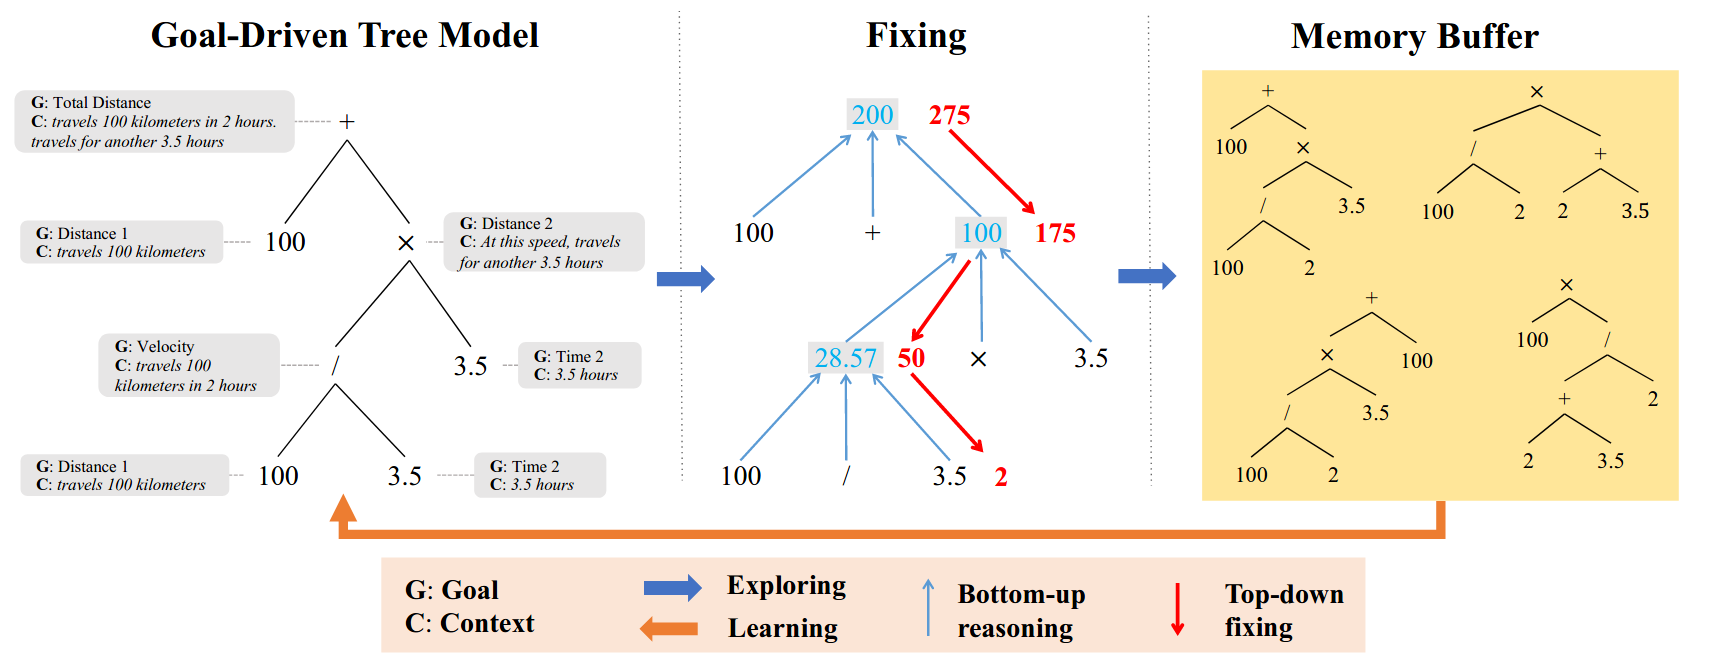 Goal-Driven Tree Model
G: Total Distance
C: travels 100 kilometers in 2 hours.
travels for another 3.5 hours
+
G: Distance 1
C: travels 100 kilometers
100
×
G: Distance 2
C: At this speed, travels
for another 3.5 hours
G: Velocity
C: travels 100
kilometers in 2 hours
/
3.5
G: Time 2
C: 3.5 hours
G: Distance 1
C: travels 100 kilometers
100
3.5
G: Time 2
C: 3.5 hours
Fixing
200 275
100 + 100 175
28.57 50 × 3.5
100 / 3.5 2
Memory Buffer
+
100 ×
/ 3.5
100 2
×
/ +
100 2 2 3.5
+
× 100
/ 3.5
100 2
×
100 /
+ 2
2 3.5
G: Goal
C: Context
Exploring
Learning
Bottom-up
reasoning
Top-down
fixing